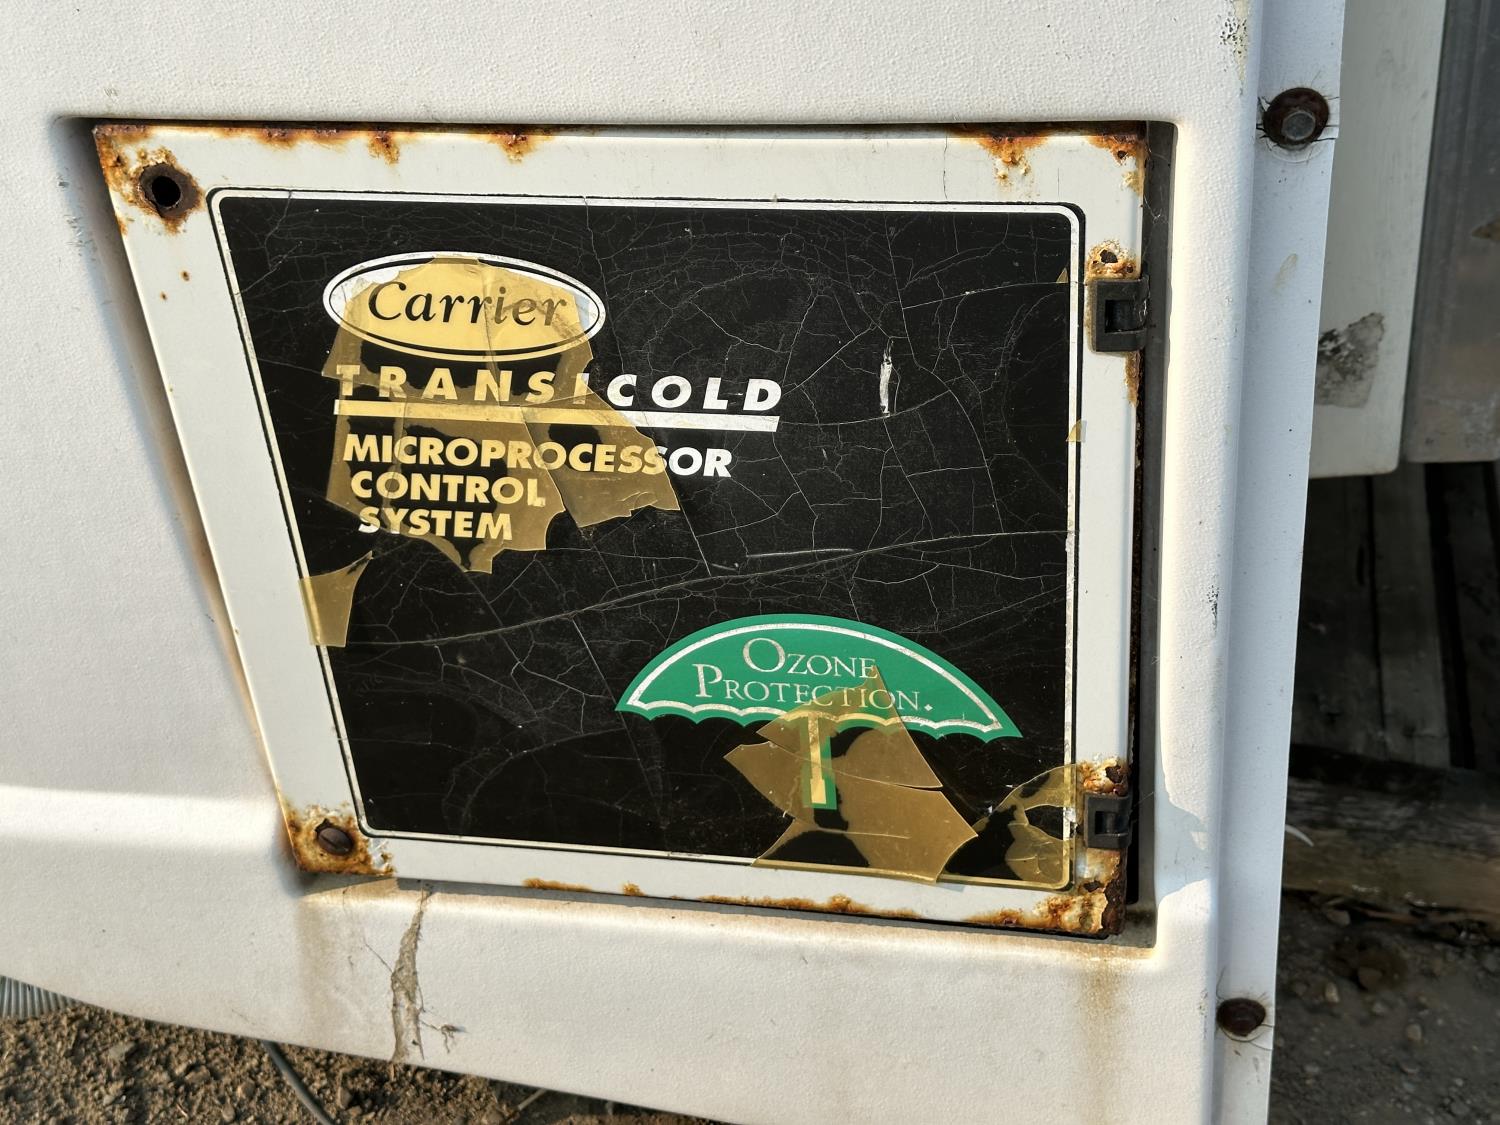 Carrier
TRANSICOLD
MICROPROCESSOR
CONTROL
SYSTEM
OZONE
PROTECTION.